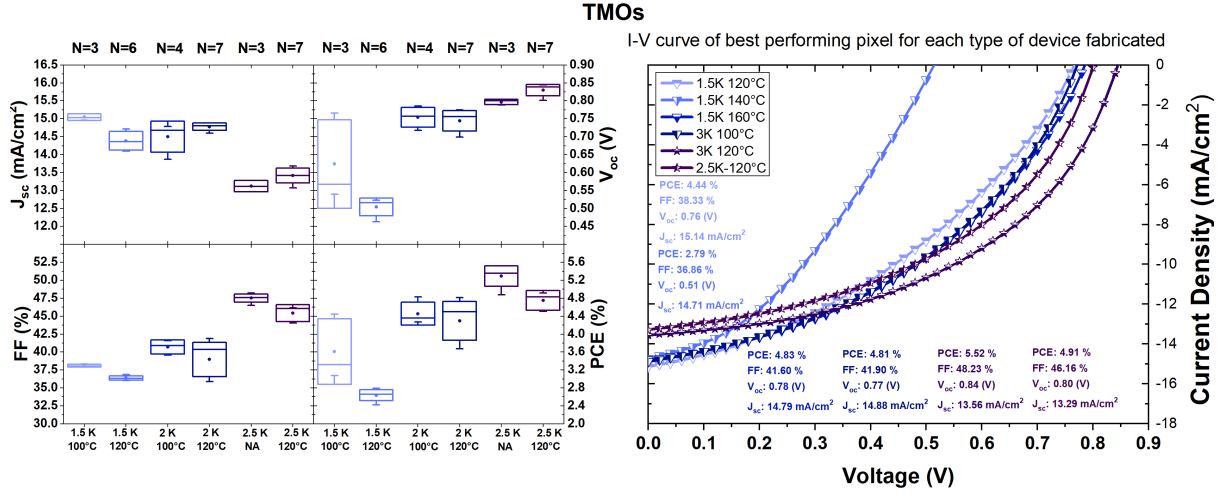 TMOs
N=3 N=6 N=4 N=7 N=3 N=7 N=3 N=6 N=4 N=7 N=3 N=7
16.5
16.0
15.5
15.0
14.5
14.0
13.5
13.0
12.5
12.0
Jsc (mA/cm²)
0.90
0.85
0.80
0.75
0.70
0.65
0.60
0.55
0.50
0.45
Voc (V)
52.5
50.0
47.5
45.0
42.5
40.0
37.5
35.0
32.5
30.0
FF (%)
5.6
5.2
4.8
4.4
4.0
3.6
3.2
2.8
2.4
2.0
PCE (%)
1.5 K 1.5 K 2 K 2 K 2.5 K 2.5 K 1.5 K 1.5 K 2 K 2 K 2.5 K 2.5 K
100°C 120°C 100°C 120°C NA 120°C 100°C 120°C 100°C 120°C NA 120°C
I-V curve of best performing pixel for each type of device fabricated
1.5K 120°C
1.5K 140°C
1.5K 160°C
3K 100°C
3K 120°C
2.5K-120°C
PCE: 4.44 %
FF: 38.33 %
Voc: 0.76 (V)
Jsc: 15.14 mA/cm²
PCE: 2.79 %
FF: 36.86 %
Voc: 0.51 (V)
Jsc: 14.71 mA/cm²
PCE: 4.83 % PCE: 4.81 % PCE: 5.52 % PCE: 4.91 %
FF: 41.60 % FF: 41.90 % FF: 48.23 % FF: 46.16 %
Voc: 0.78 (V) Voc: 0.77 (V) Voc: 0.84 (V) Voc: 0.80 (V)
Jsc: 14.79 mA/cm² Jsc: 14.88 mA/cm² Jsc: 13.56 mA/cm² Jsc: 13.29 mA/cm²
0
-2
-4
-6
-8
-10
-12
-14
-16
-18
Current Density (mA/cm²)
0.0 0.1 0.2 0.3 0.4 0.5 0.6 0.7 0.8 0.9
Voltage (V)